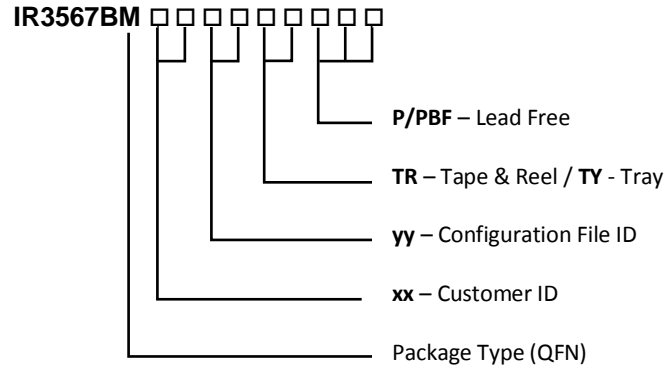 IR3567BM □ □ □ □ □ □ □ □ □
P/PBF – Lead Free
TR – Tape & Reel / TY - Tray
yy – Configuration File ID
xx – Customer ID
Package Type (QFN)